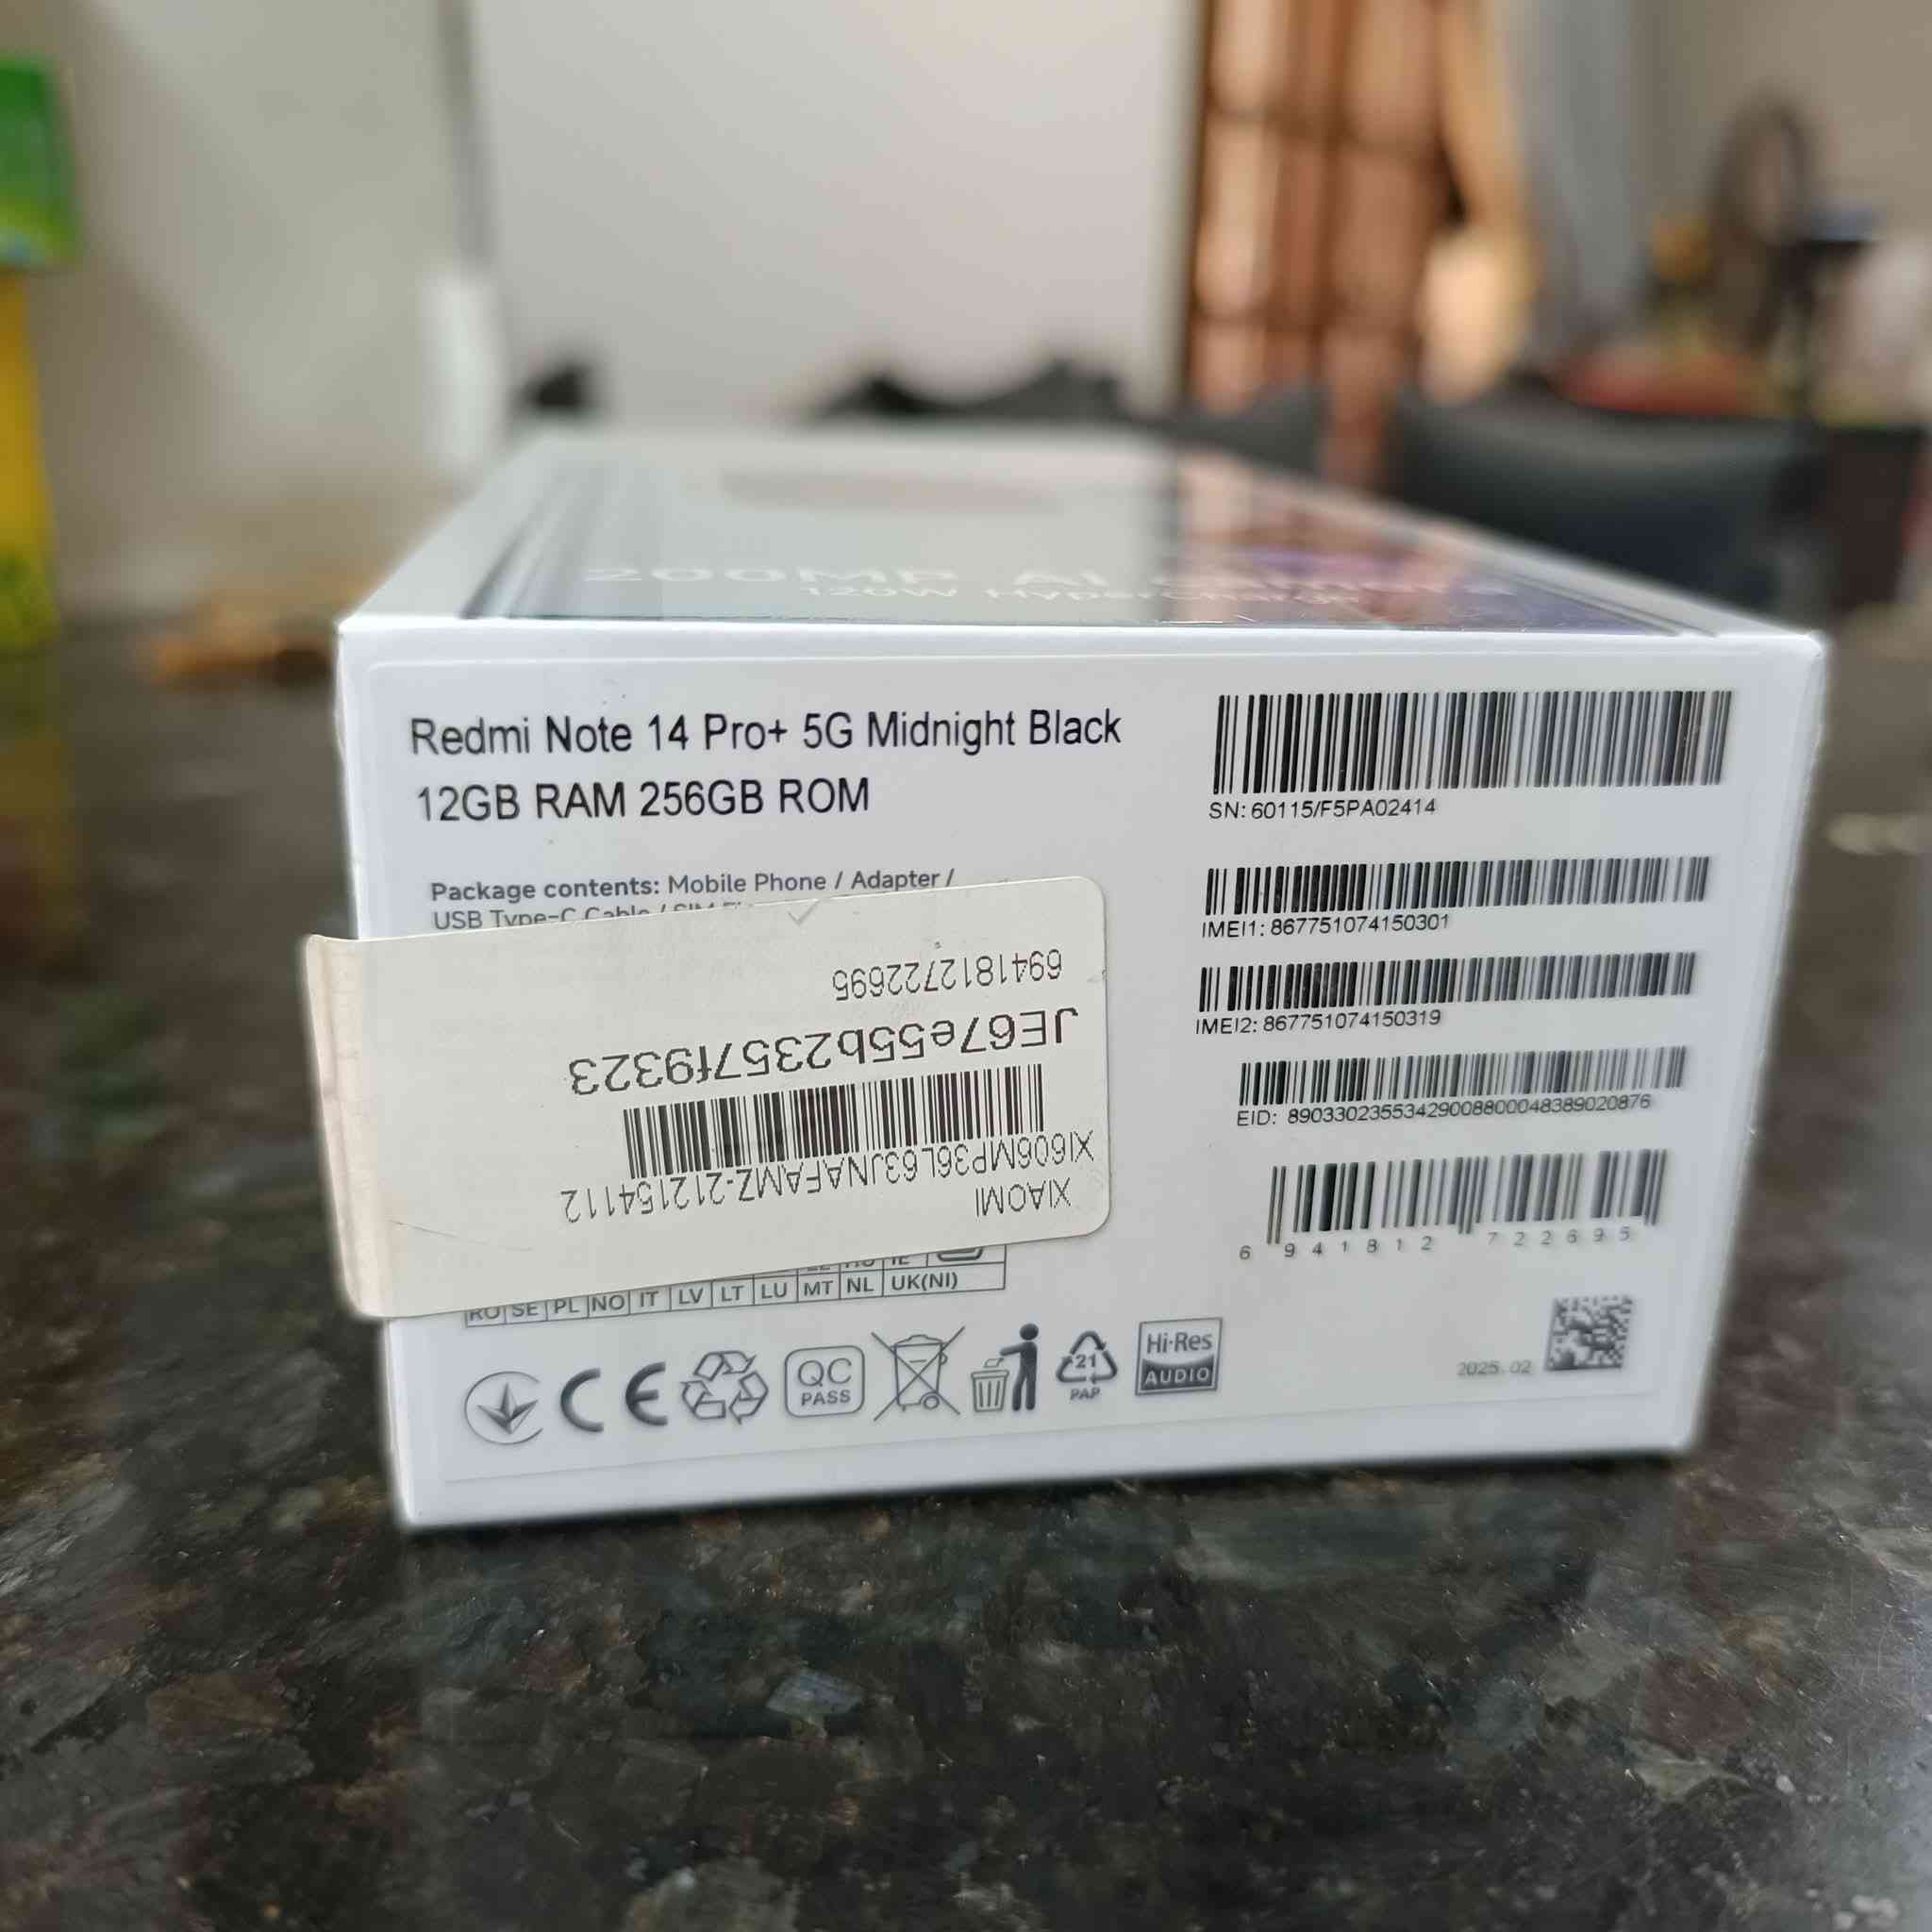 200MP AI Camera
120W HyperCharge
Redmi Note 14 Pro+ 5G Midnight Black
12GB RAM 256GB ROM
Package contents: Mobile Phone / Adapter /
USB Type-C Cable / SIM
SN: 60115/F5PA02414
IMEI1: 867751074150301
IMEI2: 867751074150319
EID: 89033023553429008800048389020876
6 941812 722695
2025.02
XIAOMI
XI606MP36L63JNAFAMZ-212154112
JE67e55b2357f9323
6941812722695
RO SE PL NO IT LV LT LU MT NL UK(NI)
CE
QC
PASS
21
PAP
Hi-Res
AUDIO